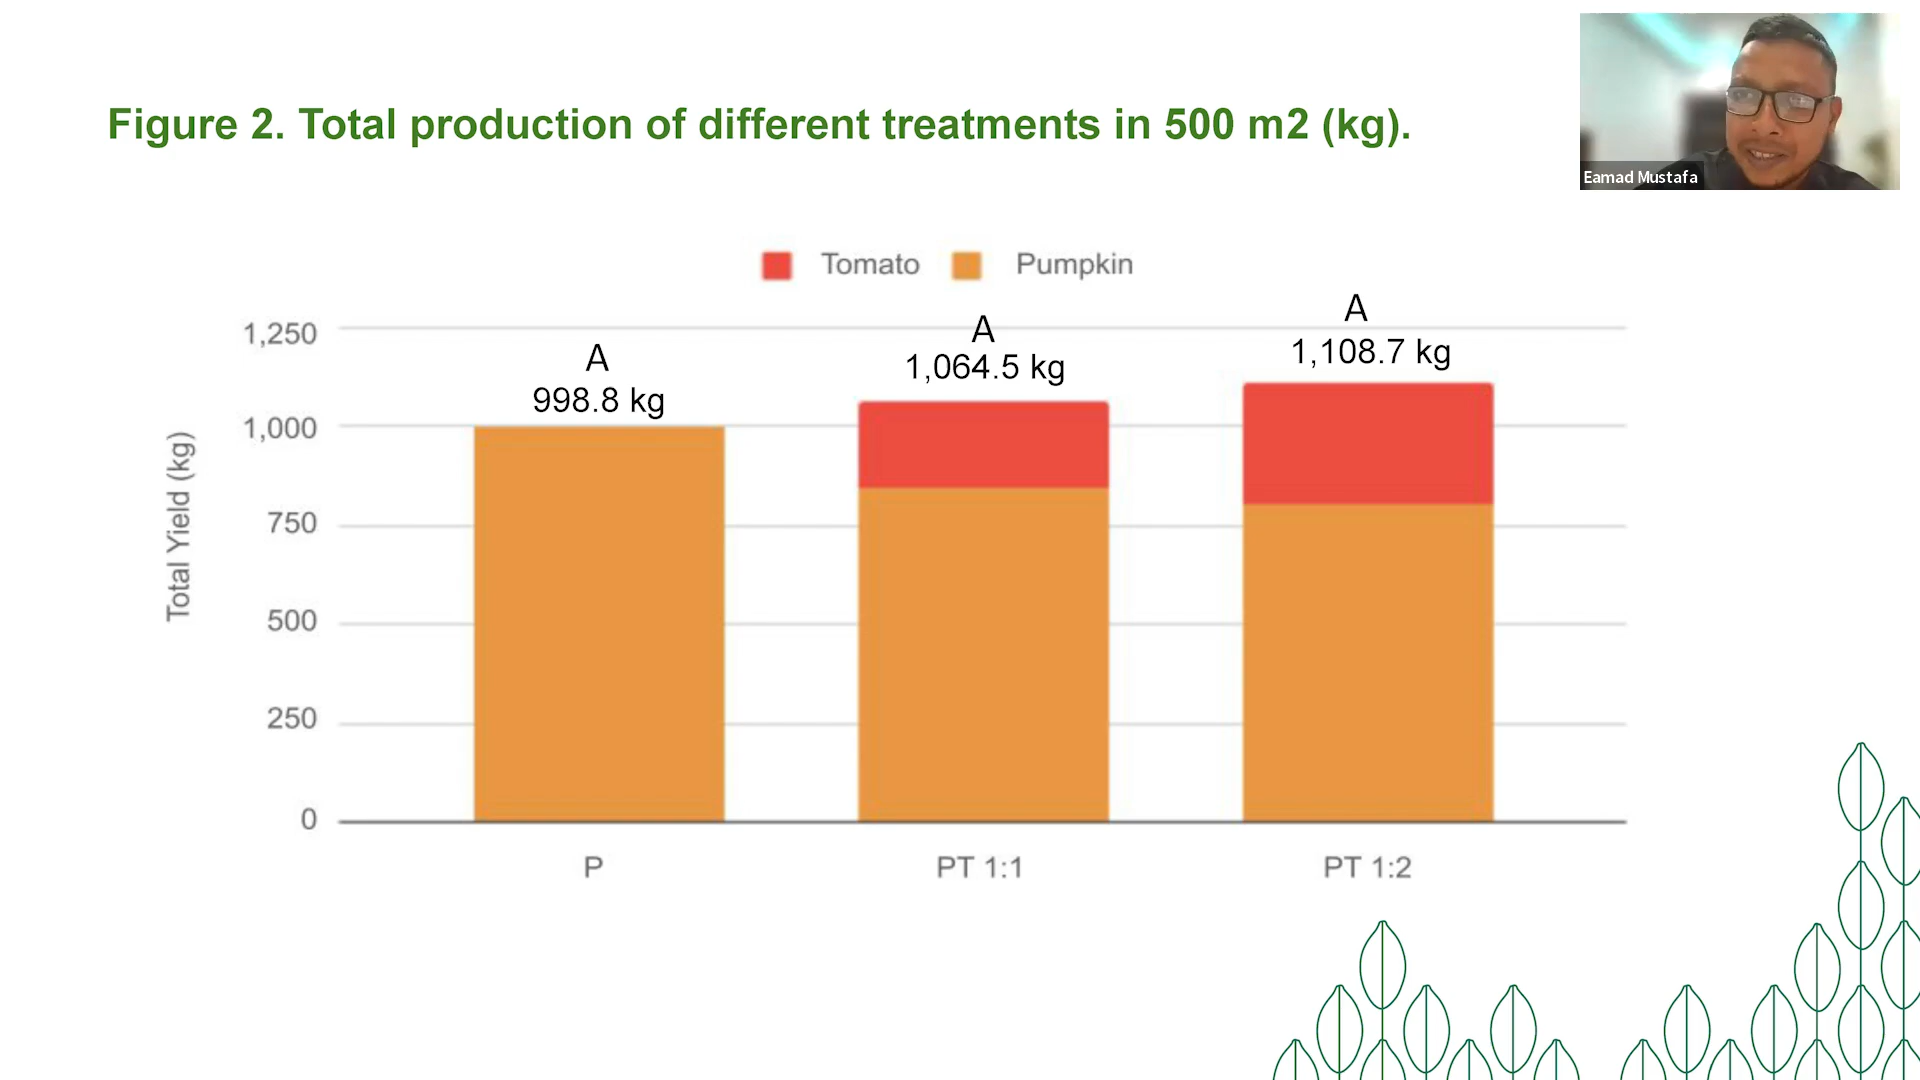 Figure 2. Total production of different treatments in 500 m2 (kg).
Eamad Mustafa
Tomato
Pumpkin
A
998.8 kg
A
1,064.5 kg
A
1,108.7 kg
Total Yield (kg)
1,250
1,000
750
500
250
0
P
PT 1:1
PT 1:2